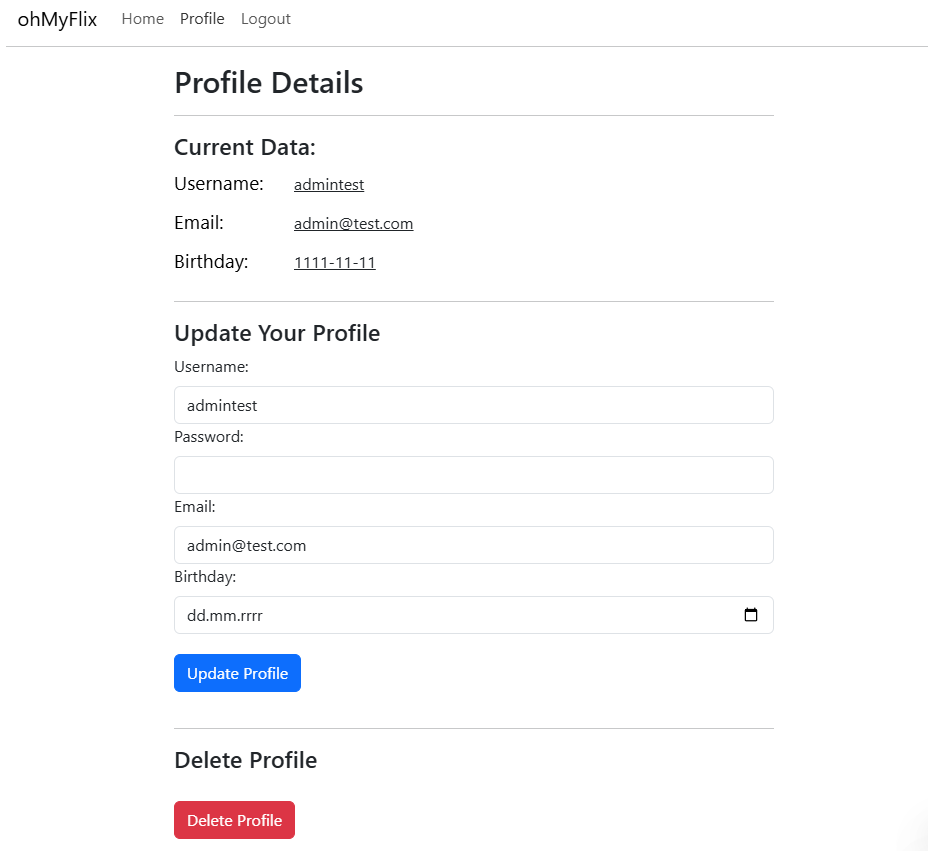 ohMyFlix Home Profile Logout
Profile Details
Current Data:
Username: admintest
Email: admin@test.com
Birthday: 1111-11-11
Update Your Profile
Username:
admintest
Password:
Email:
admin@test.com
Birthday:
dd.mm.rrrr
Update Profile
Delete Profile
Delete Profile